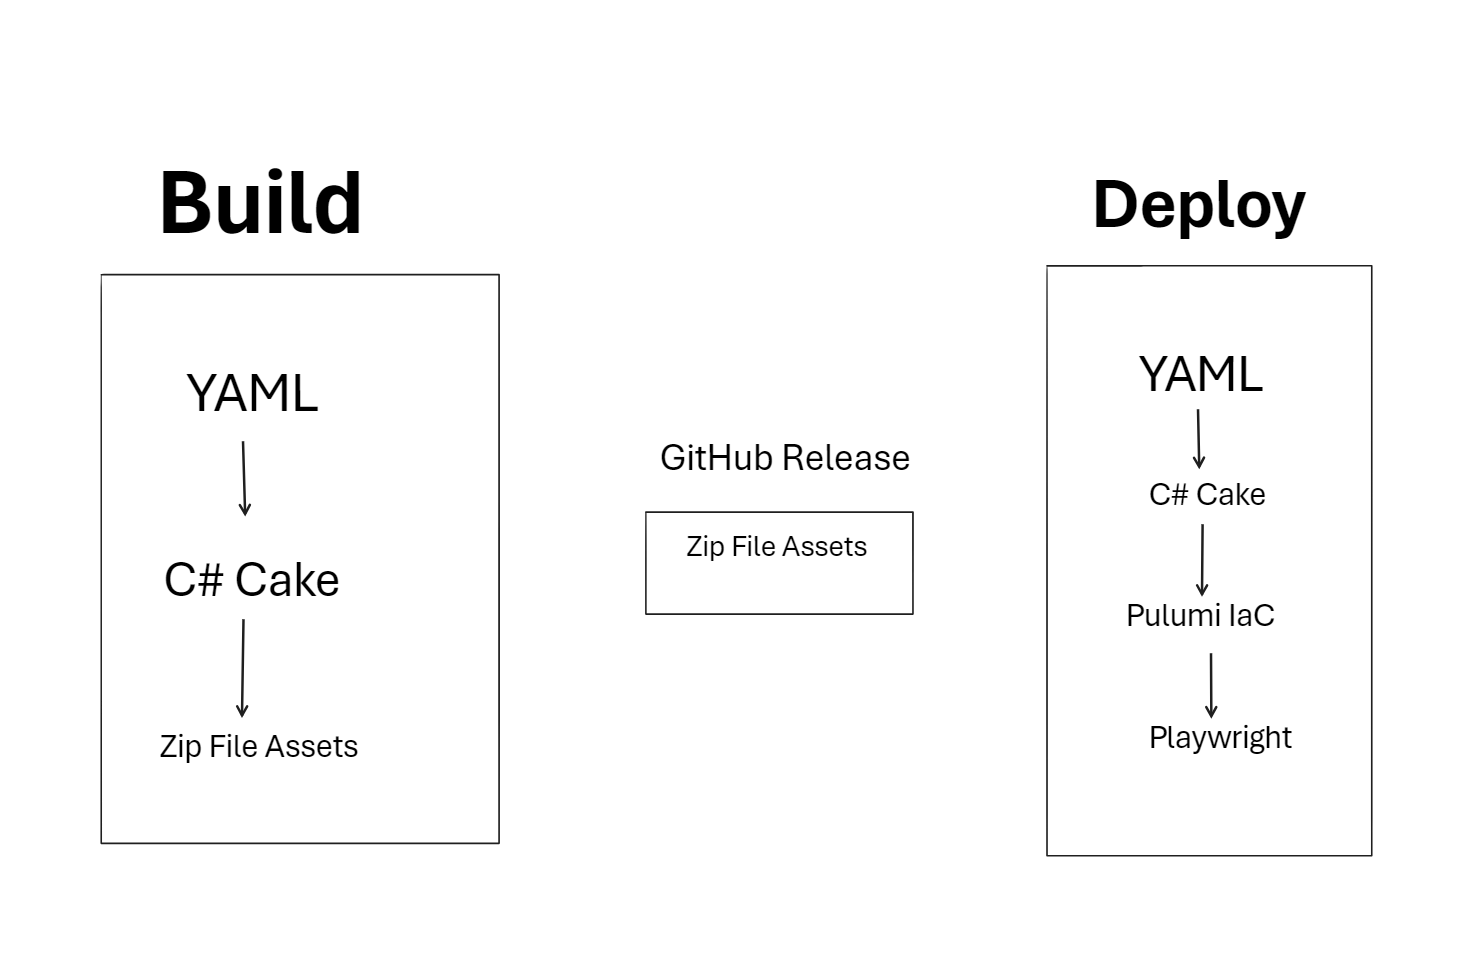 Build
YAML
C# Cake
Zip File Assets
GitHub Release
Zip File Assets
Deploy
YAML
C# Cake
Pulumi IaC
Playwright